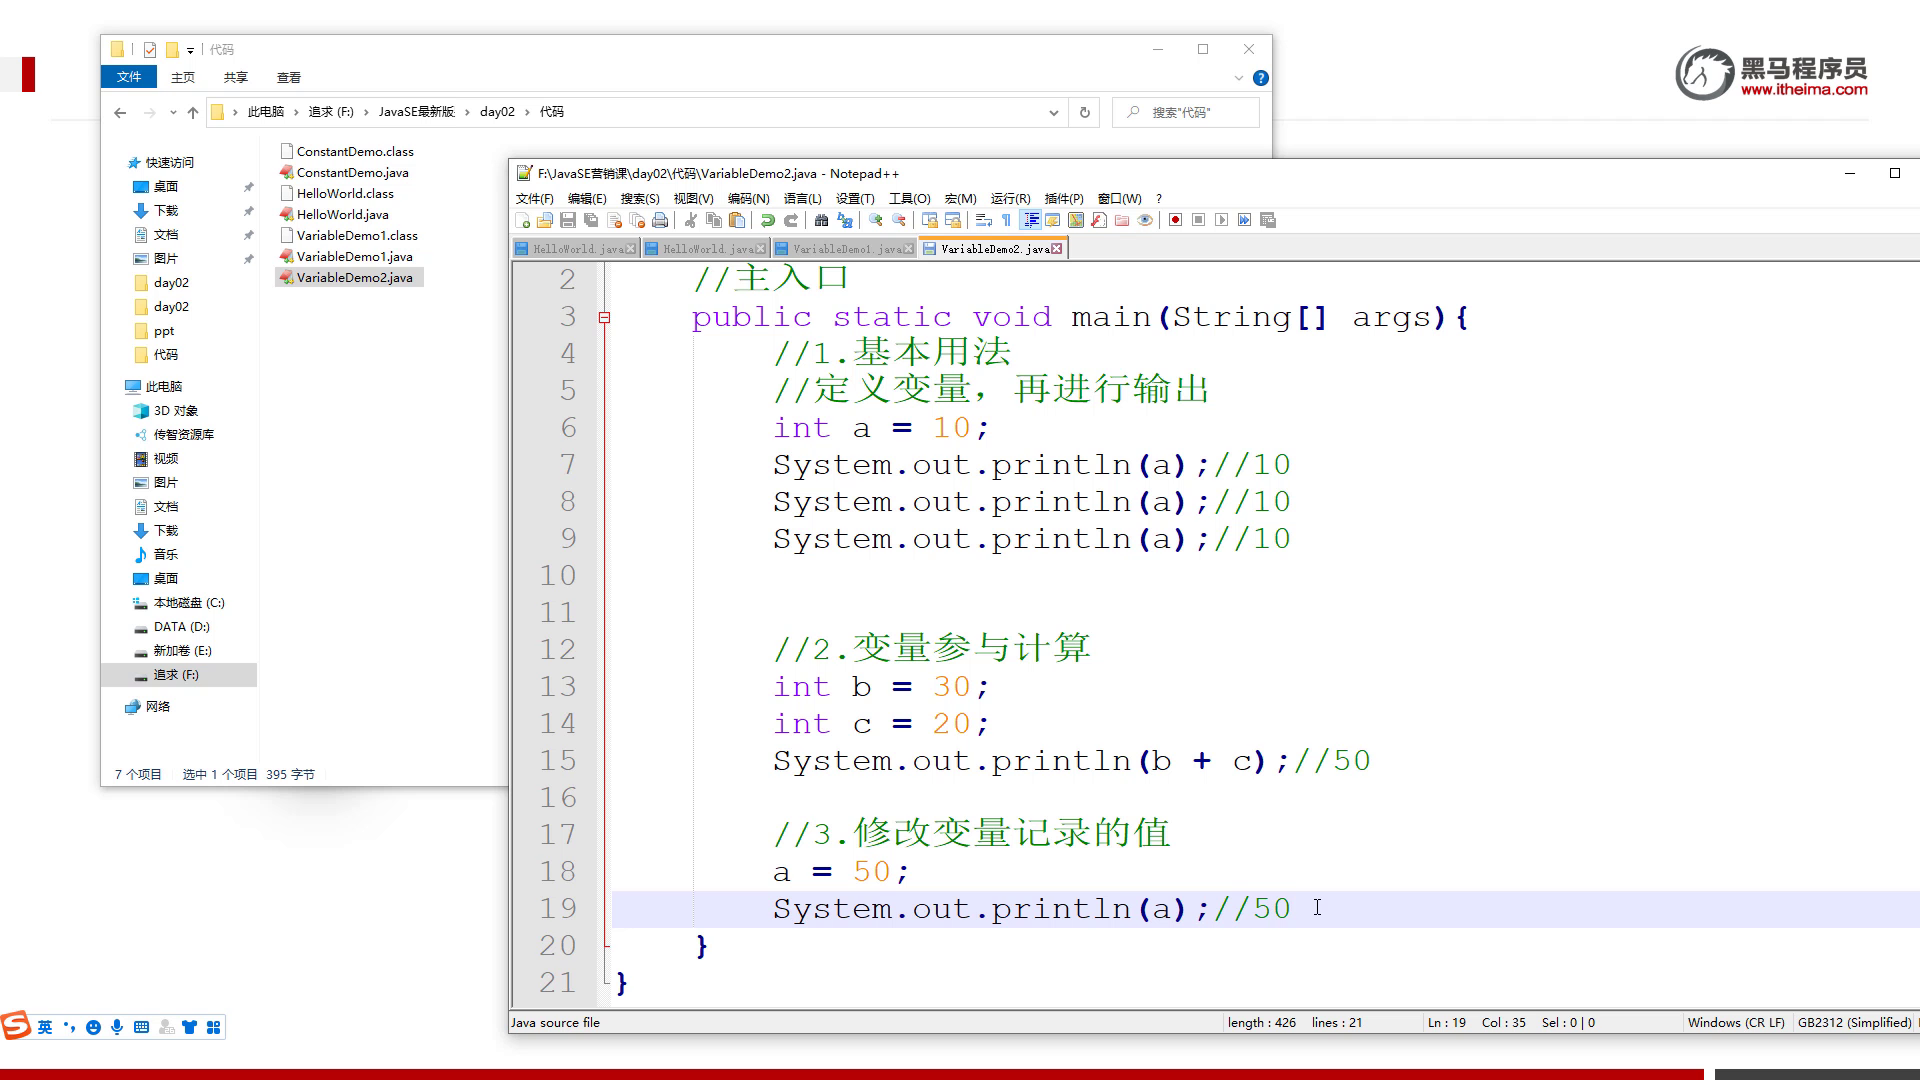 代码
文件 主页 共享 查看
此电脑 追求 (F:) JavaSE最新版 day02 代码
搜索"代码"
快速访问
桌面
下载
文档
图片
day02
day02
ppt
代码
此电脑
3D 对象
传智资源库
视频
图片
文档
下载
音乐
桌面
本地磁盘 (C:)
DATA (D:)
新加卷 (E:)
追求 (F:)
网络
ConstantDemo.class
ConstantDemo.java
HelloWorld.class
HelloWorld.java
VariableDemo1.class
VariableDemo1.java
VariableDemo2.java
7 个项目 选中 1 个项目 395 字节
黑马程序员
www.itheima.com
F:\JavaSE营销课\day02\代码\VariableDemo2.java - Notepad++
文件(F) 编辑(E) 搜索(S) 视图(V) 编码(N) 语言(L) 设置(T) 工具(O) 宏(M) 运行(R) 插件(P) 窗口(W) ?
HelloWorld.java HelloWorld.java VariableDemo1.java VariableDemo2.java
2 //主入口
3 public static void main(String[] args){
4 //1.基本用法
5 //定义变量，再进行输出
6 int a = 10;
7 System.out.println(a);//10
8 System.out.println(a);//10
9 System.out.println(a);//10
10
11
12 //2.变量参与计算
13 int b = 30;
14 int c = 20;
15 System.out.println(b + c);//50
16
17 //3.修改变量记录的值
18 a = 50;
19 System.out.println(a);//50
20 }
21 }
Java source file length : 426 lines : 21 Ln : 19 Col : 35 Sel : 0 | 0 Windows (CR LF) GB2312 (Simplified)
英